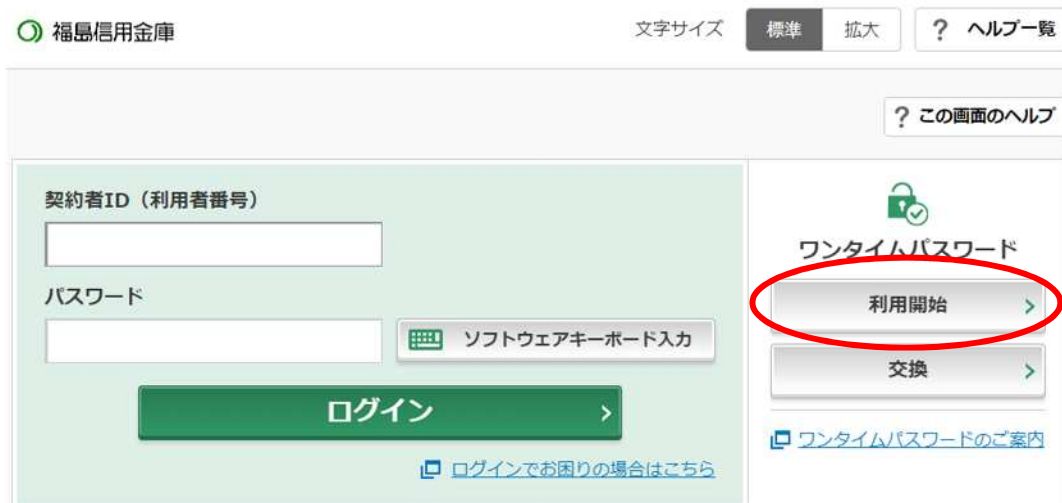 福島信用金庫
文字サイズ 標準 拡大 ? ヘルプ一覧
? この画面のヘルプ
契約者ID（利用者番号）
パスワード
ソフトウェアキーボード入力
ログイン
ログインでお困りの場合はこちら
ワンタイムパスワード
利用開始
交換
ワンタイムパスワードのご案内